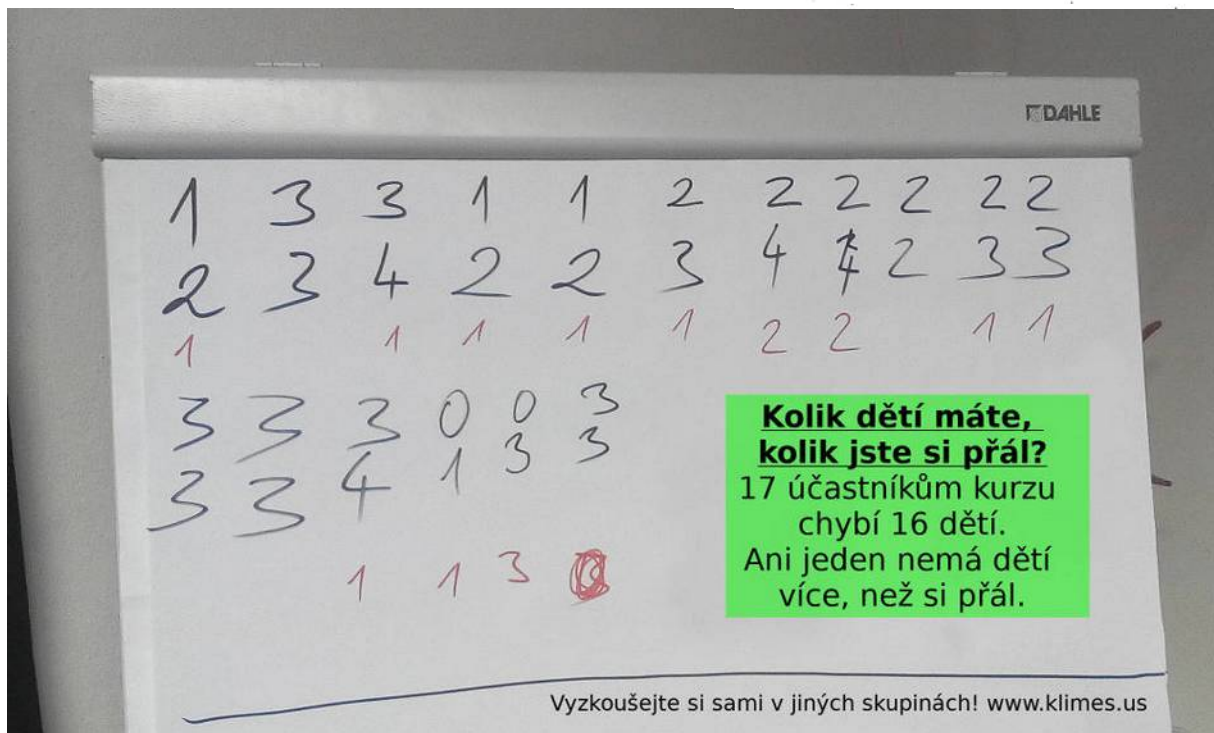 DAHLE
1 3 3 1 1 2 2 2 2 2 2
2 3 4 2 2 3 4 4 2 3 3
1 1 1 1 1 2 2 1 1
3 3 3 0 0 3
3 3 4 1 3 3
1 1 3
Kolik dětí máte,
kolik jste si přál?
17 účastníkům kurzu
chybí 16 dětí.
Ani jeden nemá dětí
více, než si přál.
Vyzkoušejte si sami v jiných skupinách! www.klimes.us